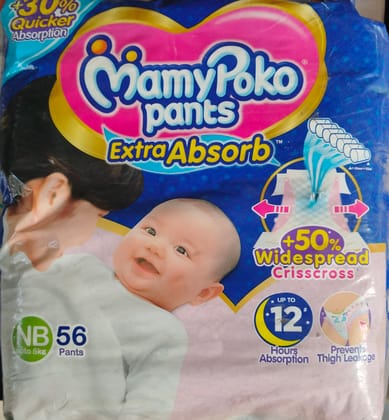 +30%
Quicker
Absorption
MamyPoko
pants
Extra Absorb™
+50%
Widespread
Crisscross
NB
56
Pants
UP TO
12
Hours
Absorption
Prevents
Thigh Leakage